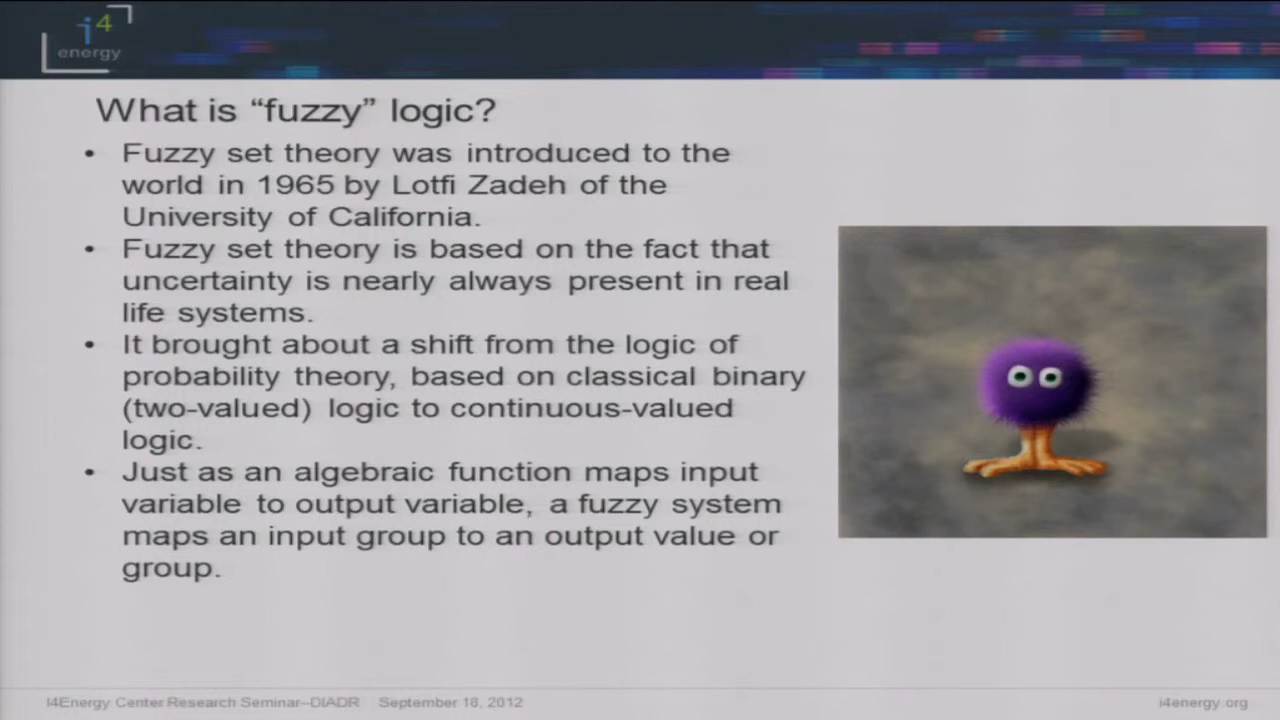 i4
energy
What is “fuzzy” logic?
• Fuzzy set theory was introduced to the
world in 1965 by Lotfi Zadeh of the
University of California.
• Fuzzy set theory is based on the fact that
uncertainty is nearly always present in real
life systems.
• It brought about a shift from the logic of
probability theory, based on classical binary
(two-valued) logic to continuous-valued
logic.
• Just as an algebraic function maps input
variable to output variable, a fuzzy system
maps an input group to an output value or
group.
i4Energy Center Research Seminar--DIADR September 18, 2012
i4energy.org